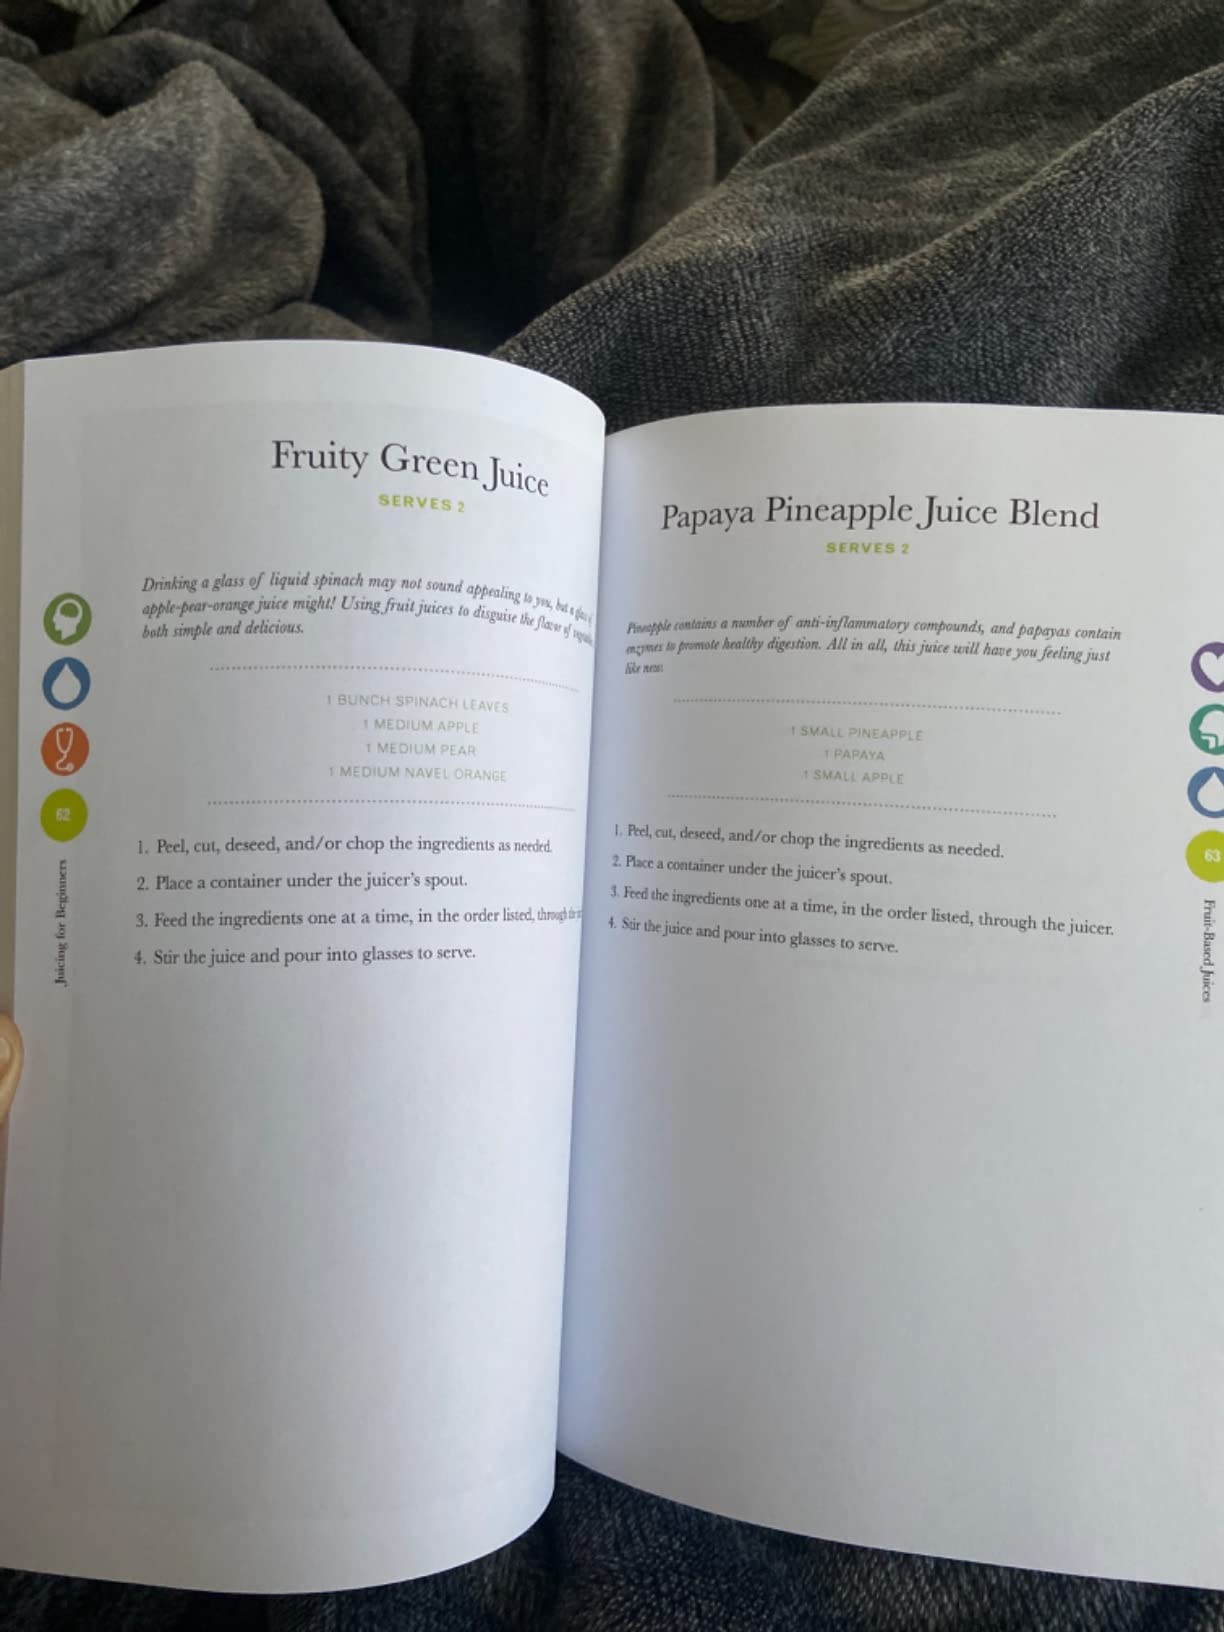 Fruity Green Juice
SERVES 2
Drinking a glass of liquid spinach may not sound appealing to you, but a glass of
apple-pear-orange juice might! Using fruit juices to disguise the flavor of
both simple and delicious.
1 BUNCH SPINACH LEAVES
1 MEDIUM APPLE
1 MEDIUM PEAR
1 MEDIUM NAVEL ORANGE
1. Peel, cut, deseed, and/or chop the ingredients as needed.
2. Place a container under the juicer's spout.
3. Feed the ingredients one at a time, in the order listed, through
4. Stir the juice and pour into glasses to serve.
62
Juicing for Beginners
Papaya Pineapple Juice Blend
SERVES 2
Pineapple contains a number of anti-inflammatory compounds, and papayas contain
enzymes to promote healthy digestion. All in all, this juice will have you feeling just
like new.
1 SMALL PINEAPPLE
1 PAPAYA
1 SMALL APPLE
1. Peel, cut, deseed, and/or chop the ingredients as needed.
2. Place a container under the juicer's spout.
3. Feed the ingredients one at a time, in the order listed, through the juicer.
4. Stir the juice and pour into glasses to serve.
63
Fruit-Based Juices